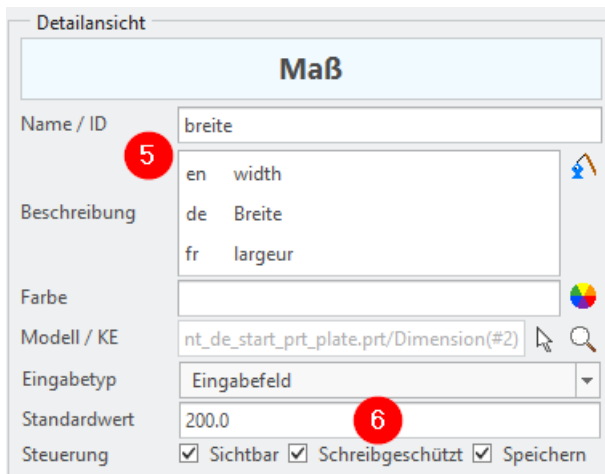 Detailansicht
Maß
Name / ID breite
5
en width
Beschreibung de Breite
fr largeur
Farbe
Modell / KE nt_de_start_prt_plate.prt/Dimension(#2)
Eingabetyp Eingabefeld
Standardwert 200.0 6
Steuerung Sichtbar Schreibgeschützt Speichern